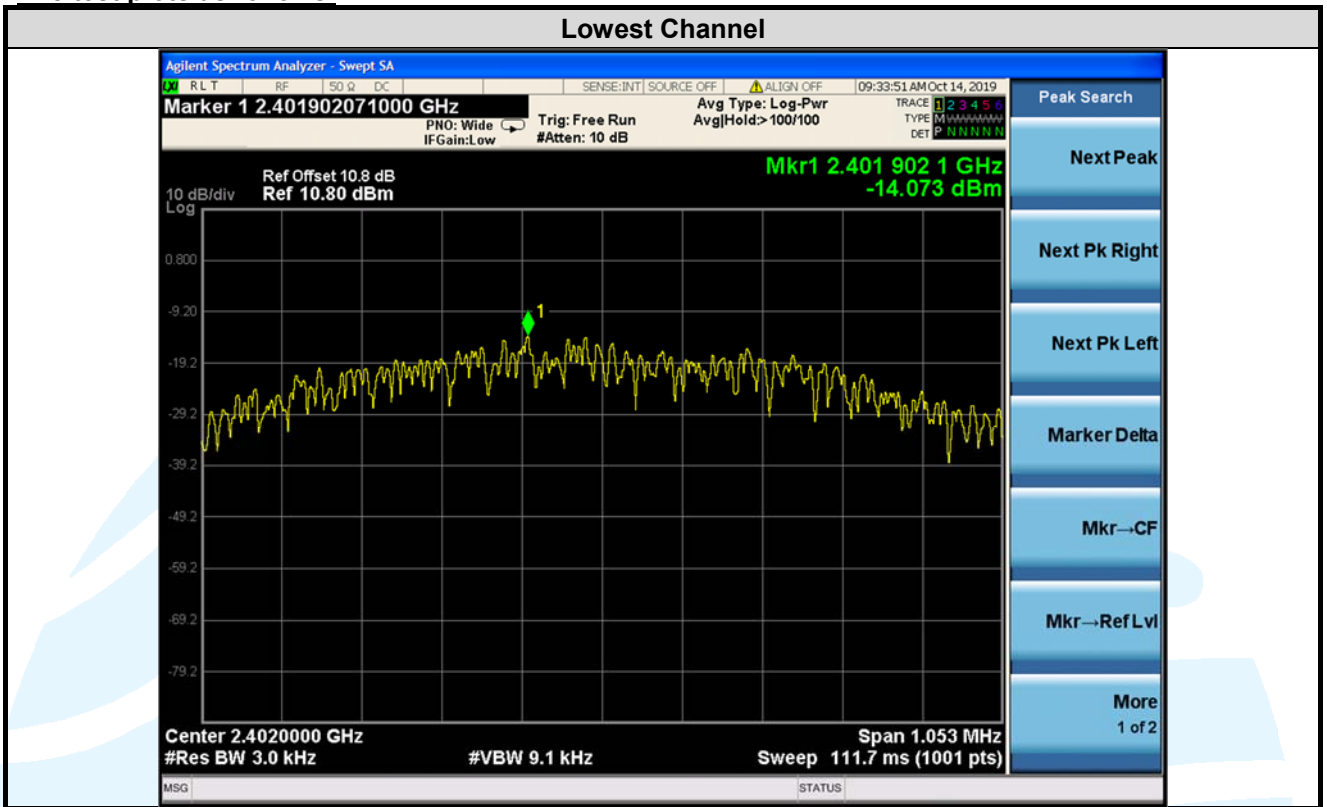 Lowest Channel
Agilent Spectrum Analyzer - Swept SA
LXI RLT RF 50 Ω DC SENSE:INT SOURCE OFF ALIGN OFF 09:33:51 AM Oct 14, 2019
Marker 1 2.401902071000 GHz
PNO: Wide
IFGain:Low
Trig: Free Run
#Atten: 10 dB
Avg Type: Log-Pwr
Avg|Hold:> 100/100
TRACE 1 2 3 4 5 6
TYPE M
DET P N N N N N
Ref Offset 10.8 dB
10 dB/div Ref 10.80 dBm
Log
Mkr1 2.401 902 1 GHz
-14.073 dBm
0.800
-9.20
1
-19.2
-29.2
-39.2
-49.2
-59.2
-69.2
-79.2
Center 2.4020000 GHz Span 1.053 MHz
#Res BW 3.0 kHz #VBW 9.1 kHz Sweep 111.7 ms (1001 pts)
MSG STATUS
Peak Search
Next Peak
Next Pk Right
Next Pk Left
Marker Delta
Mkr→CF
Mkr→Ref Lvl
More
1 of 2